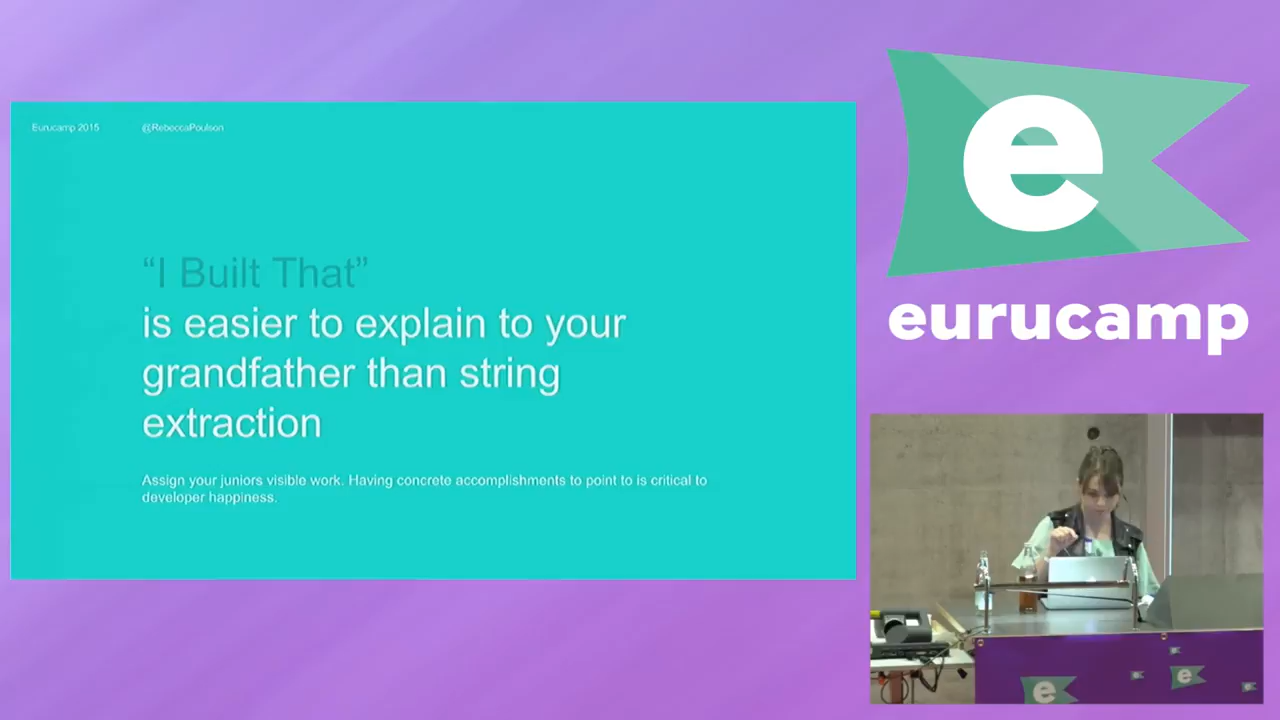 Eurucamp 2015 @RebeccaPoulson
“I Built That”
is easier to explain to your
grandfather than string
extraction
Assign your juniors visible work. Having concrete accomplishments to point to is critical to
developer happiness.
e
eurucamp
e
e
e
e
e